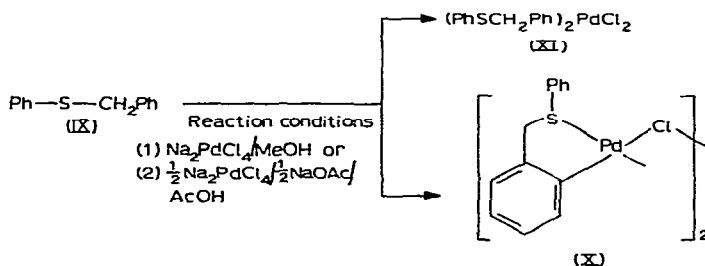 (PhSCH₂Ph)₂PdCl₂
(XI)
Ph—S—CH₂Ph
(IX)
Reaction conditions
(1) Na₂PdCl₄/MeOH or
(2) ½Na₂PdCl₄/½NaOAc/
AcOH
Ph
S
Cl
Pd
2
(X)